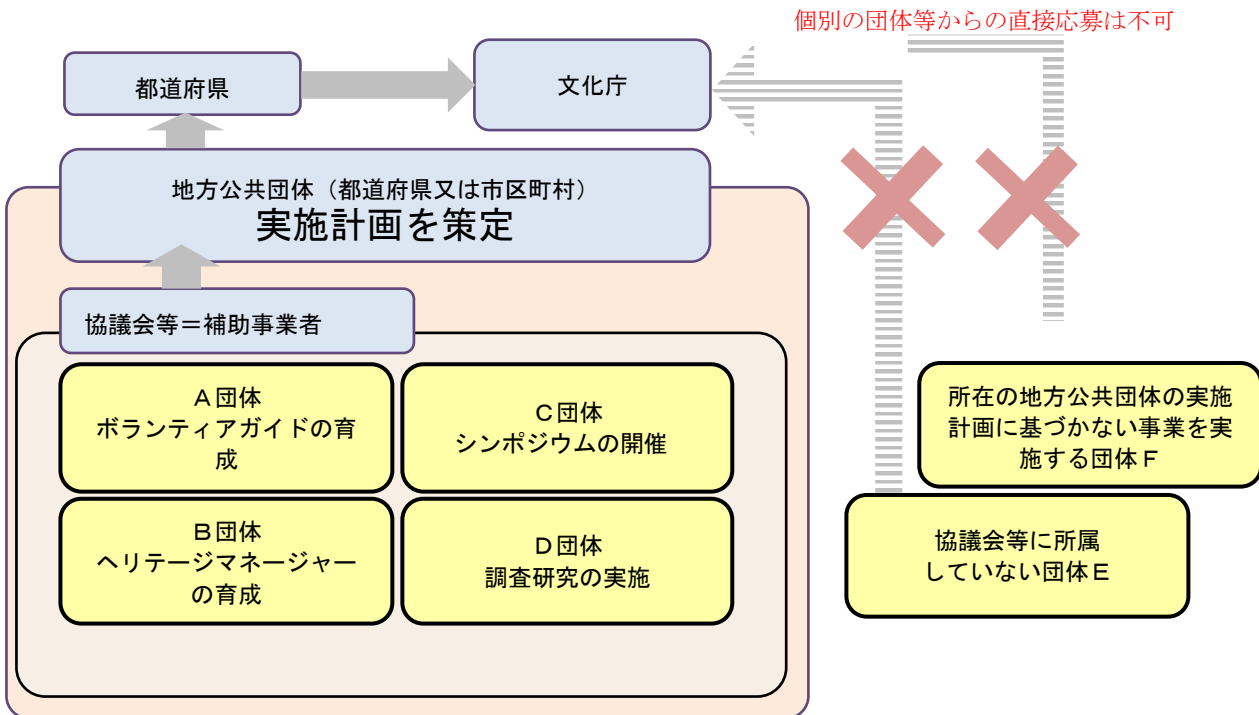 個別の団体等からの直接応募は不可
都道府県
文化庁
地方公共団体（都道府県又は市区町村）
実施計画を策定
協議会等＝補助事業者
Ａ団体
ボランティアガイドの育
成
Ｃ団体
シンポジウムの開催
Ｂ団体
ヘリテージマネージャー
の育成
Ｄ団体
調査研究の実施
所在の地方公共団体の実施
計画に基づかない事業を実
施する団体Ｆ
協議会等に所属
していない団体Ｅ